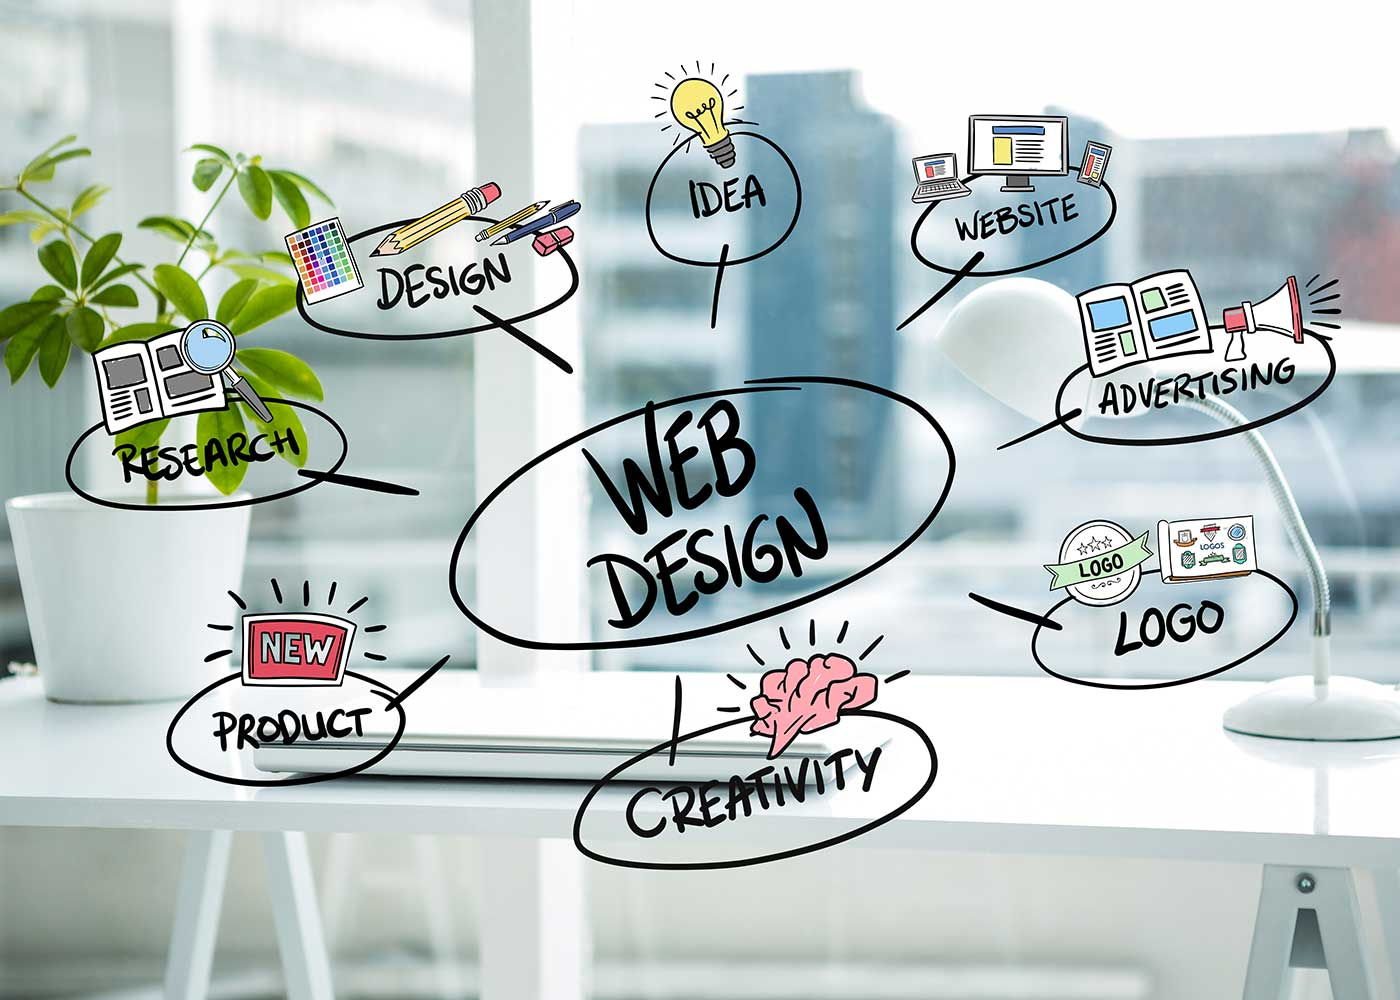 IDEA
WEBSITE
DESIGN
ADVERTISING
RESEARCH
WEB
DESIGN
LOGO
LOGOS
LOGO
NEW
PRODUCT
CREATIVITY